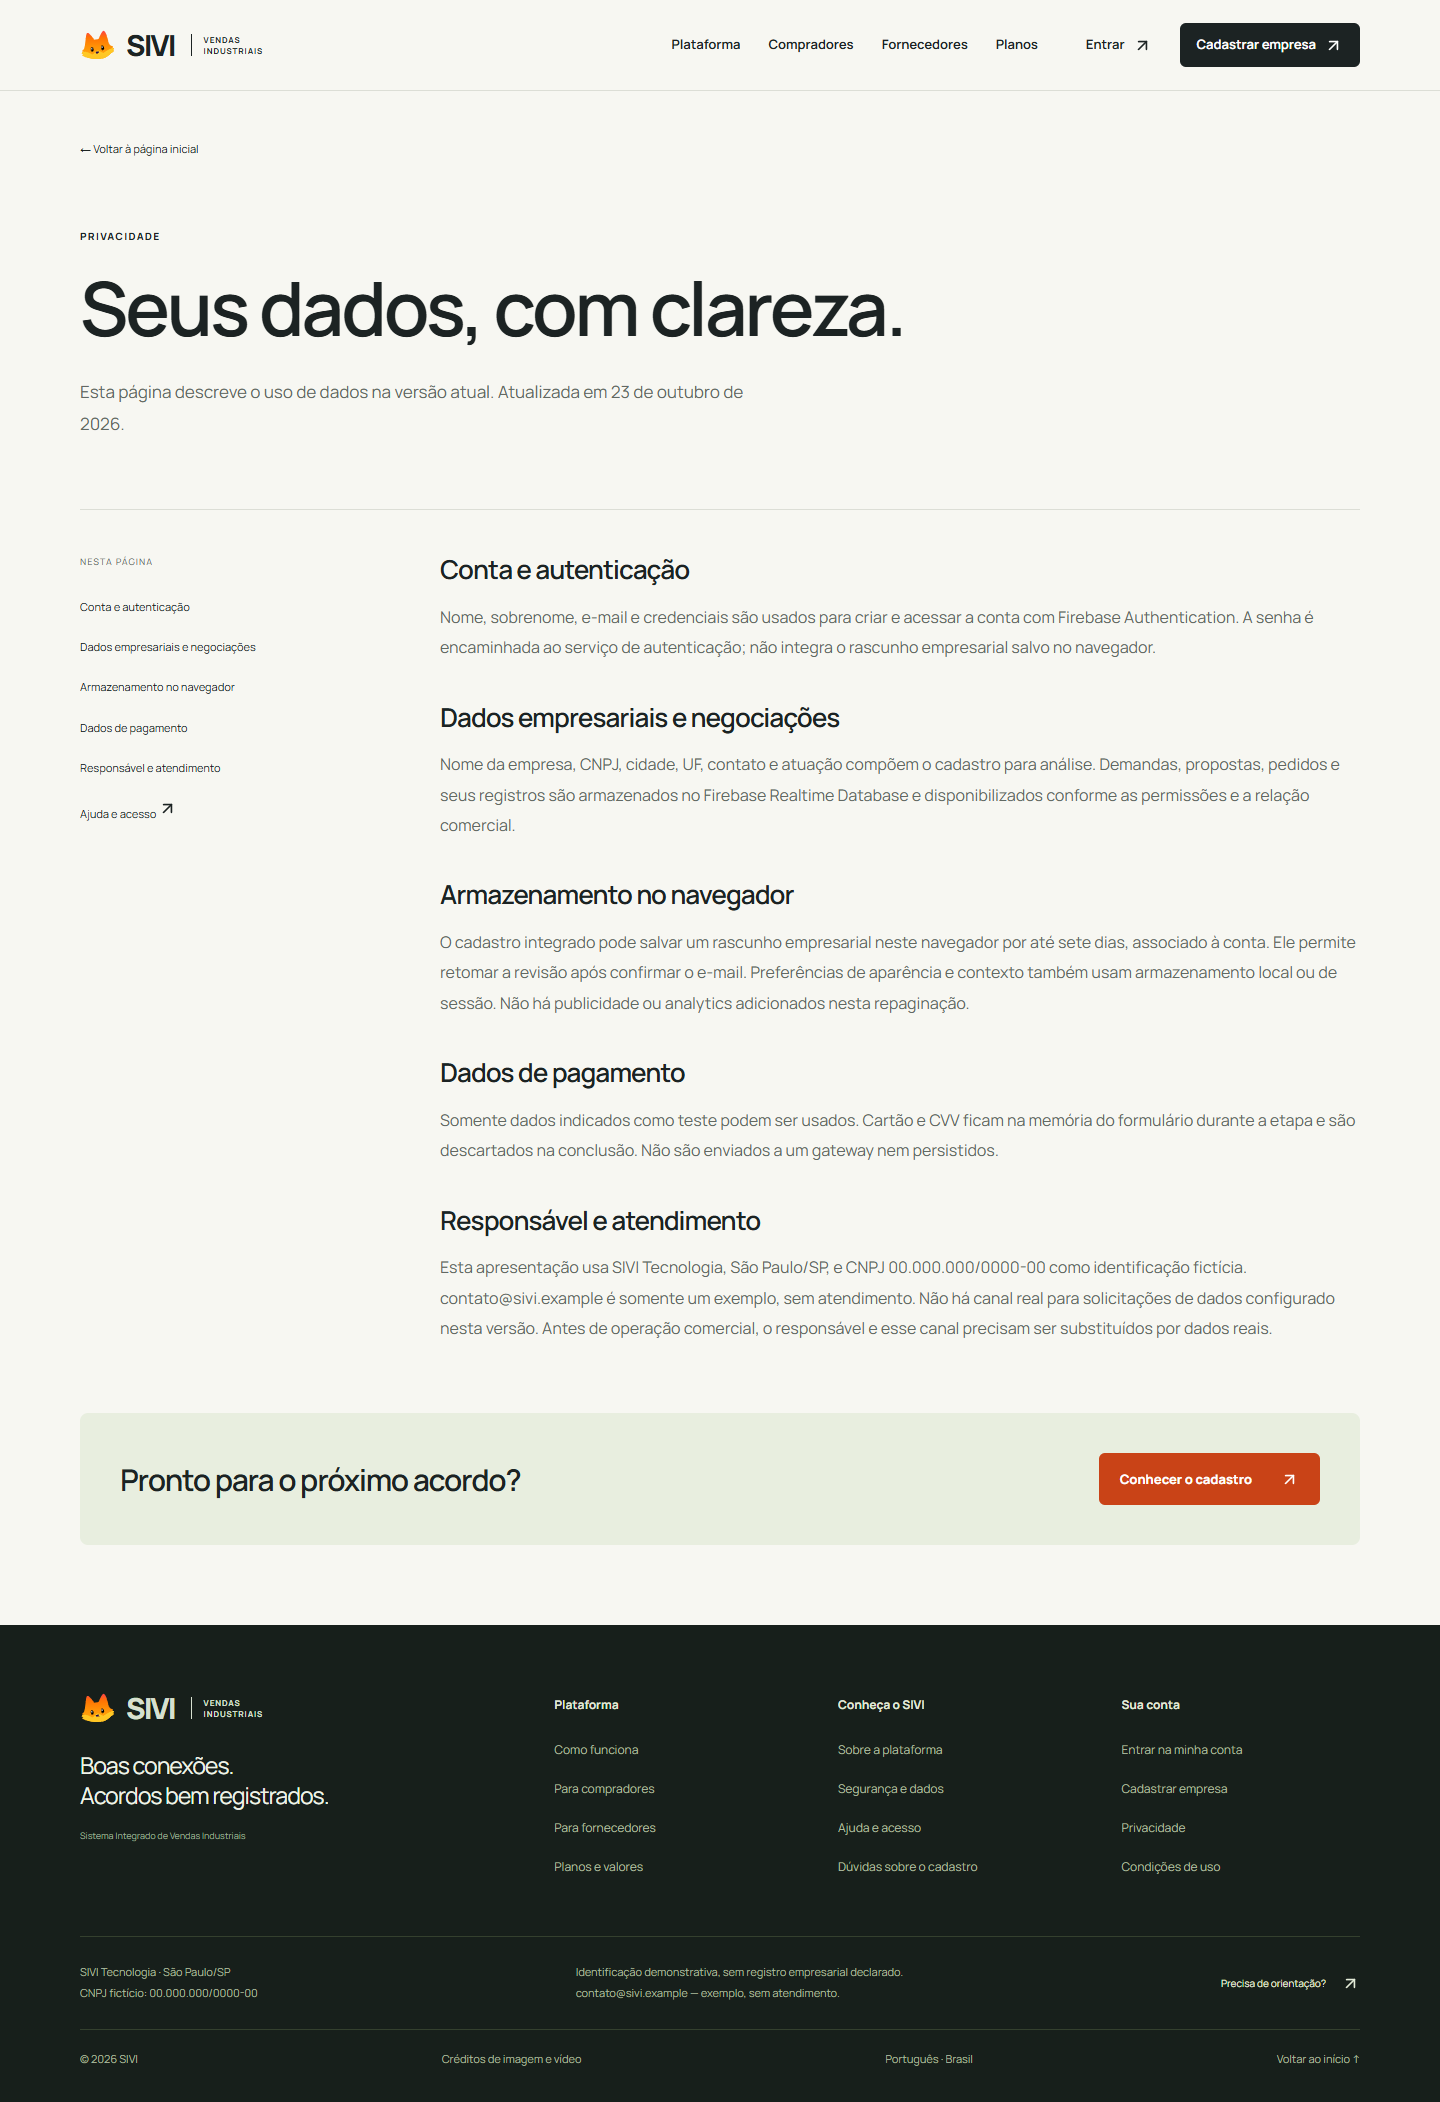 SIVI
VENDAS
INDUSTRIAIS
Plataforma
Compradores
Fornecedores
Planos
Entrar
Cadastrar empresa
← Voltar à página inicial
PRIVACIDADE
Seus dados, com clareza.
Esta página descreve o uso de dados na versão atual. Atualizada em 23 de outubro de
2026.
NESTA PÁGINA
Conta e autenticação
Dados empresariais e negociações
Armazenamento no navegador
Dados de pagamento
Responsável e atendimento
Ajuda e acesso
Conta e autenticação
Nome, sobrenome, e-mail e credenciais são usados para criar e acessar a conta com Firebase Authentication. A senha é
encaminhada ao serviço de autenticação; não integra o rascunho empresarial salvo no navegador.
Dados empresariais e negociações
Nome da empresa, CNPJ, cidade, UF, contato e atuação compõem o cadastro para análise. Demandas, propostas, pedidos e
seus registros são armazenados no Firebase Realtime Database e disponibilizados conforme as permissões e a relação
comercial.
Armazenamento no navegador
O cadastro integrado pode salvar um rascunho empresarial neste navegador por até sete dias, associado à conta. Ele permite
retomar a revisão após confirmar o e-mail. Preferências de aparência e contexto também usam armazenamento local ou de
sessão. Não há publicidade ou analytics adicionados nesta repaginação.
Dados de pagamento
Somente dados indicados como teste podem ser usados. Cartão e CVV ficam na memória do formulário durante a etapa e são
descartados na conclusão. Não são enviados a um gateway nem persistidos.
Responsável e atendimento
Esta apresentação usa SIVI Tecnologia, São Paulo/SP, e CNPJ 00.000.000/0000-00 como identificação fictícia.
contato@sivi.example é somente um exemplo, sem atendimento. Não há canal real para solicitações de dados configurado
nesta versão. Antes de operação comercial, o responsável e esse canal precisam ser substituídos por dados reais.
Pronto para o próximo acordo?
Conhecer o cadastro
SIVI
VENDAS
INDUSTRIAIS
Boas conexões.
Acordos bem registrados.
Sistema Integrado de Vendas Industriais
Plataforma
Como funciona
Para compradores
Para fornecedores
Planos e valores
Conheça o SIVI
Sobre a plataforma
Segurança e dados
Ajuda e acesso
Dúvidas sobre o cadastro
Sua conta
Entrar na minha conta
Cadastrar empresa
Privacidade
Condições de uso
SIVI Tecnologia · São Paulo/SP
CNPJ fictício: 00.000.000/0000-00
Identificação demonstrativa, sem registro empresarial declarado.
contato@sivi.example — exemplo, sem atendimento.
Precisa de orientação?
© 2026 SIVI
Créditos de imagem e vídeo
Português · Brasil
Voltar ao início ↑